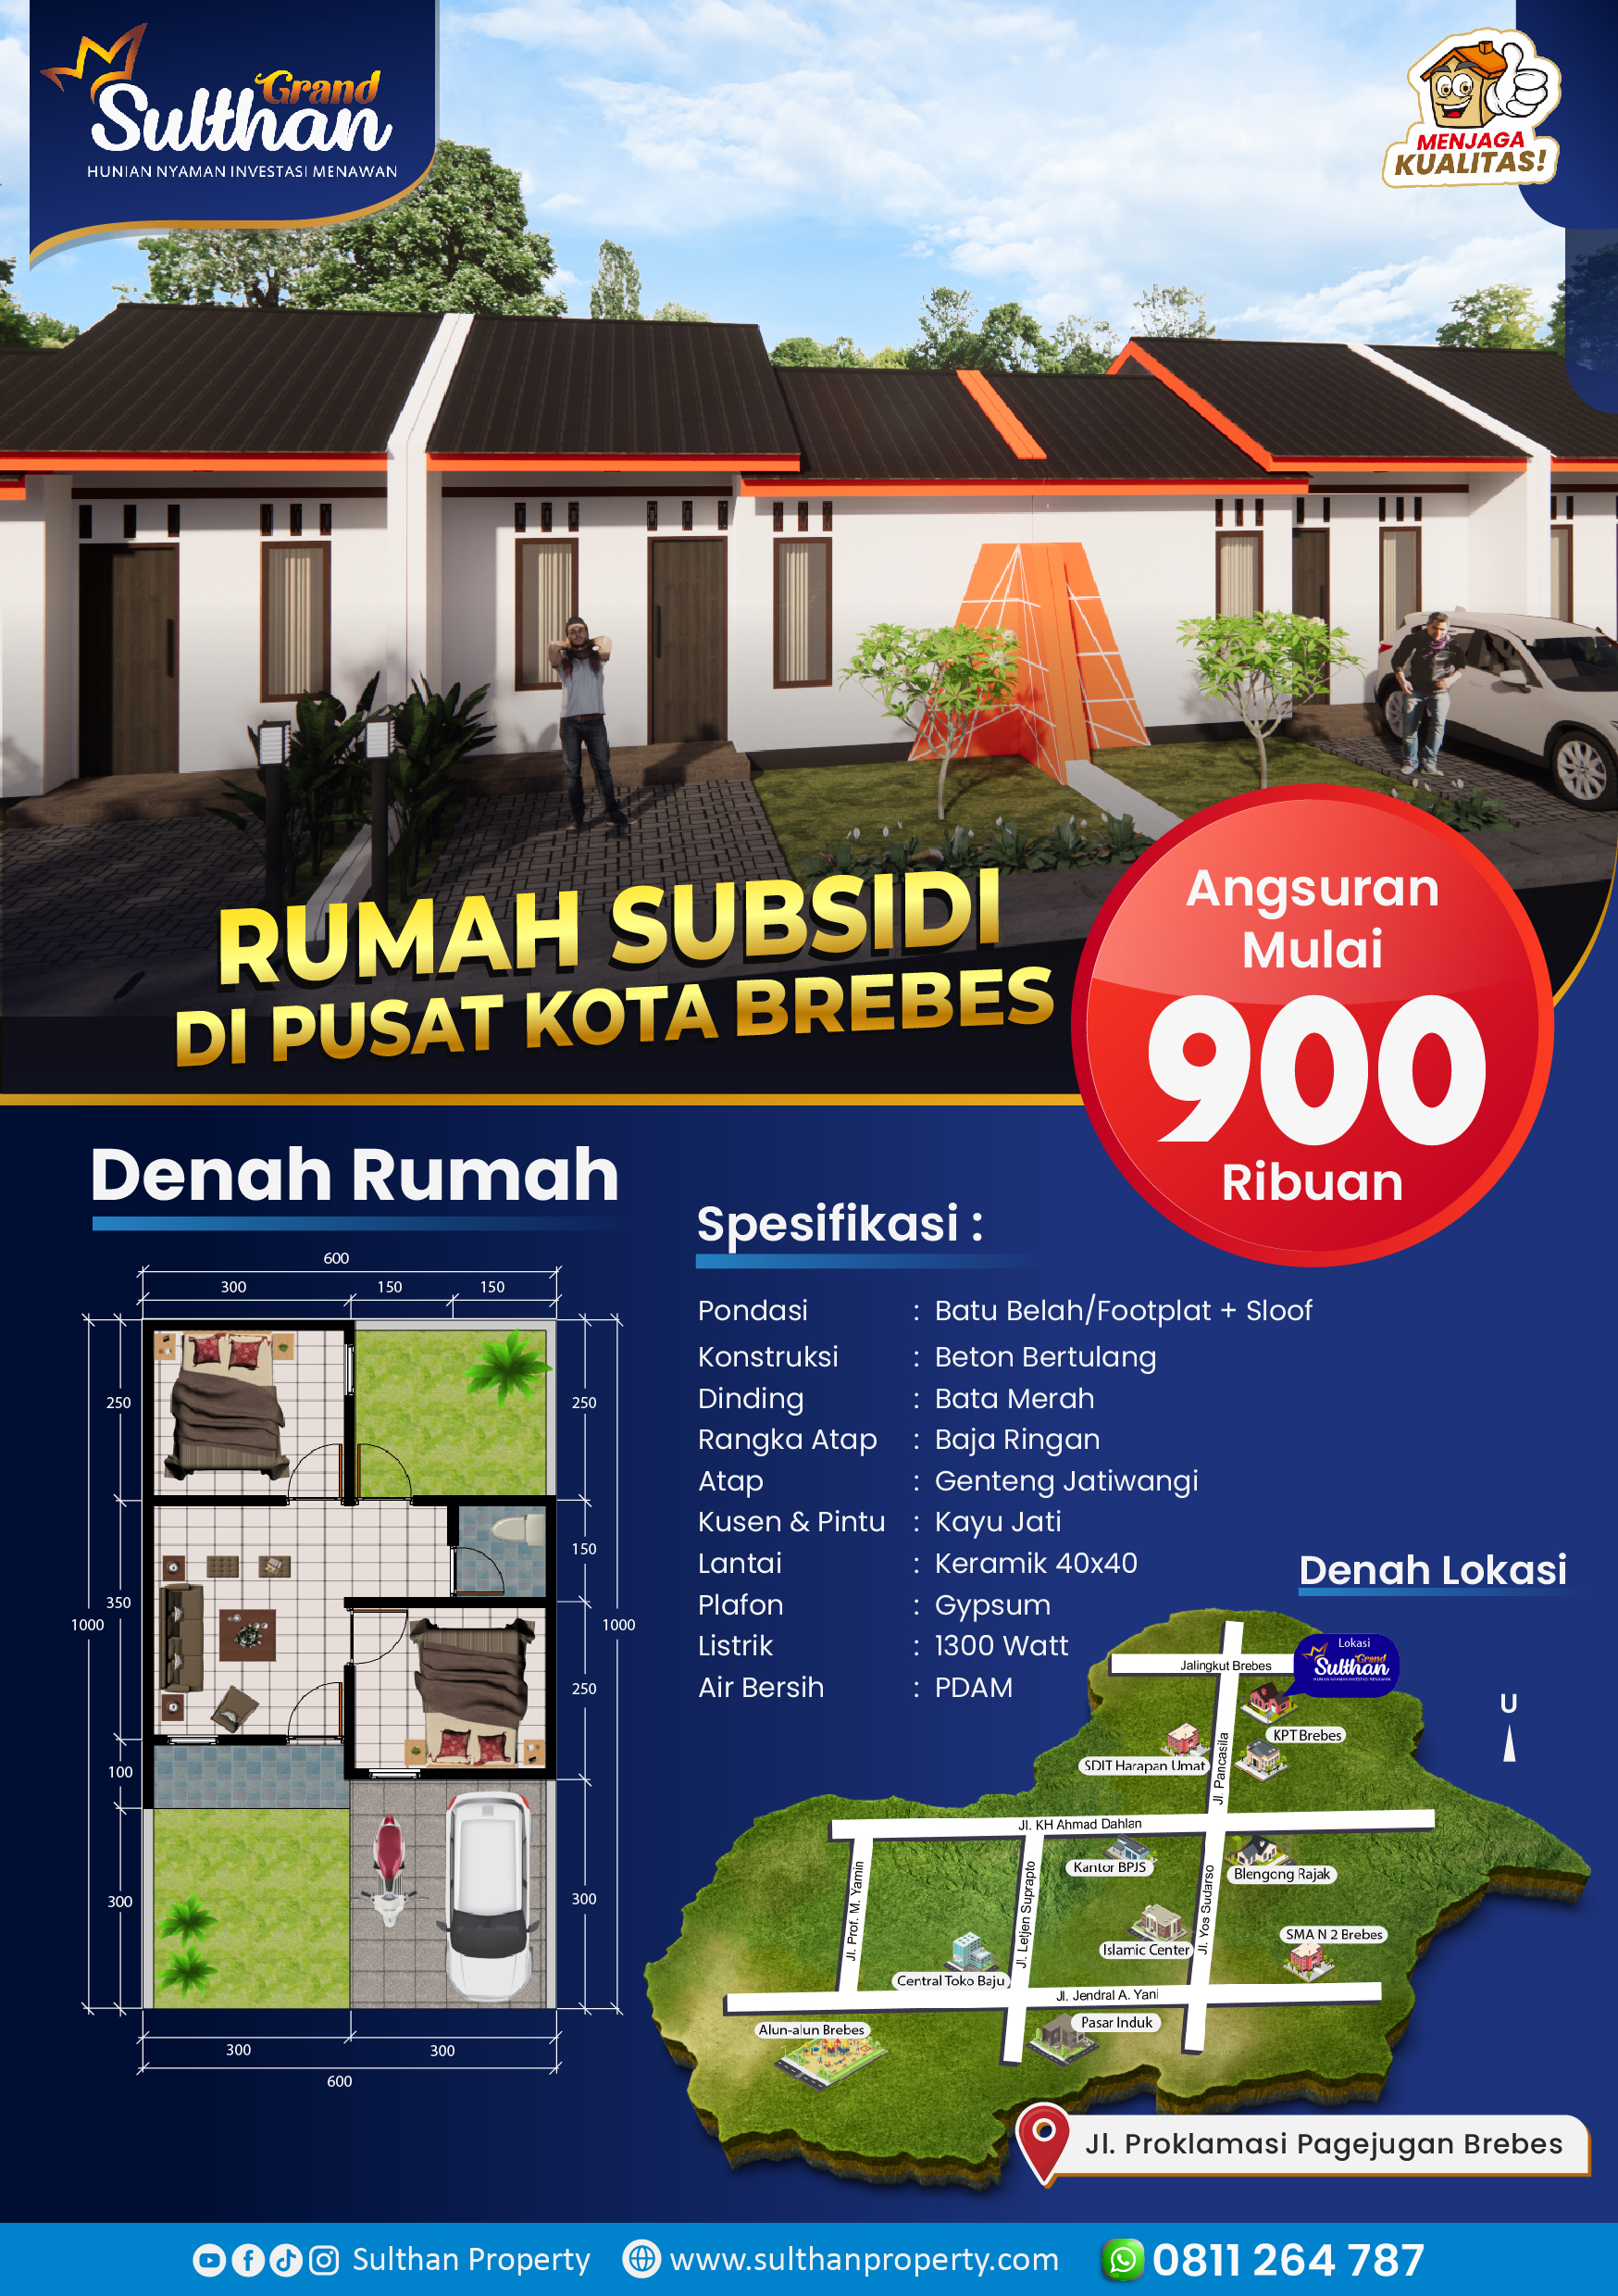 Grand
Sulthan
HUNIAN NYAMAN INVESTASI MENAWAN
MENJAGA
KUALITAS!
RUMAH SUBSIDI
DI PUSAT KOTA BREBES
Angsuran
Mulai
900
Ribuan
Denah Rumah
600
300 150 150
250
350
1000
100
300
250
150
1000
250
300
300 300
600
Spesifikasi :
Pondasi : Batu Belah/Footplat + Sloof
Konstruksi : Beton Bertulang
Dinding : Bata Merah
Rangka Atap : Baja Ringan
Atap : Genteng Jatiwangi
Kusen & Pintu : Kayu Jati
Lantai : Keramik 40x40
Plafon : Gypsum
Listrik : 1300 Watt
Air Bersih : PDAM
Denah Lokasi
Lokasi
Grand
Sulthan
HUNIAN NYAMAN INVESTASI MENAWAN
U
Jalingkut Brebes
KPT Brebes
SDIT Harapan Umat
Jl. Pancasila
Jl. KH Ahmad Dahlan
Kantor BPJS
Blengong Rajak
Jl. Prof. M. Yamin
Jl. Letjen Suprapto
Jl. Yos Sudarso
Islamic Center
SMA N 2 Brebes
Central Toko Baju
Jl. Jendral A. Yani
Alun-alun Brebes
Pasar Induk
Jl. Proklamasi Pagejugan Brebes
Sulthan Property www.sulthanproperty.com 0811 264 787